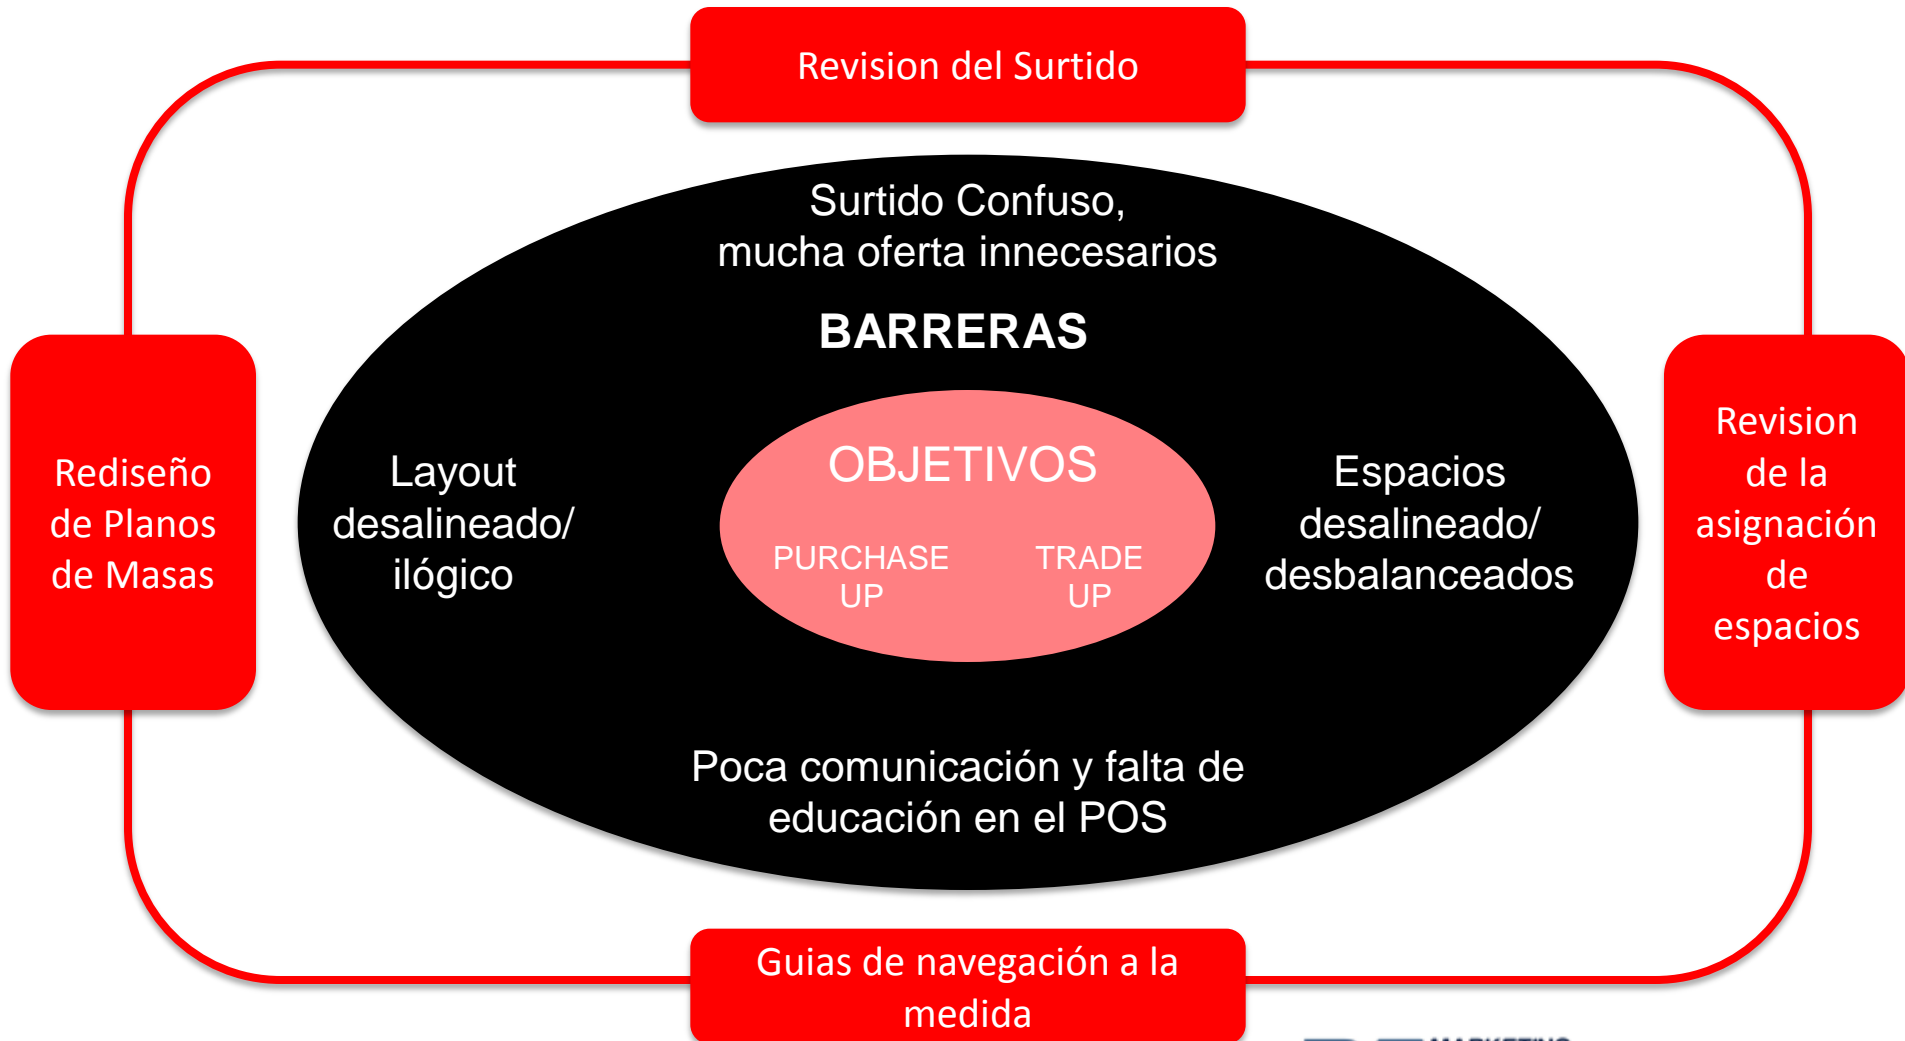 Revision del Surtido
Surtido Confuso,
mucha oferta innecesarios
BARRERAS
Rediseño
de Planos
de Masas
Layout
desalineado/
ilógico
OBJETIVOS
PURCHASE
UP
TRADE
UP
Espacios
desalineado/
desbalanceados
Revision
de la
asignación
de
espacios
Poca comunicación y falta de
educación en el POS
Guias de navegación a la
medida